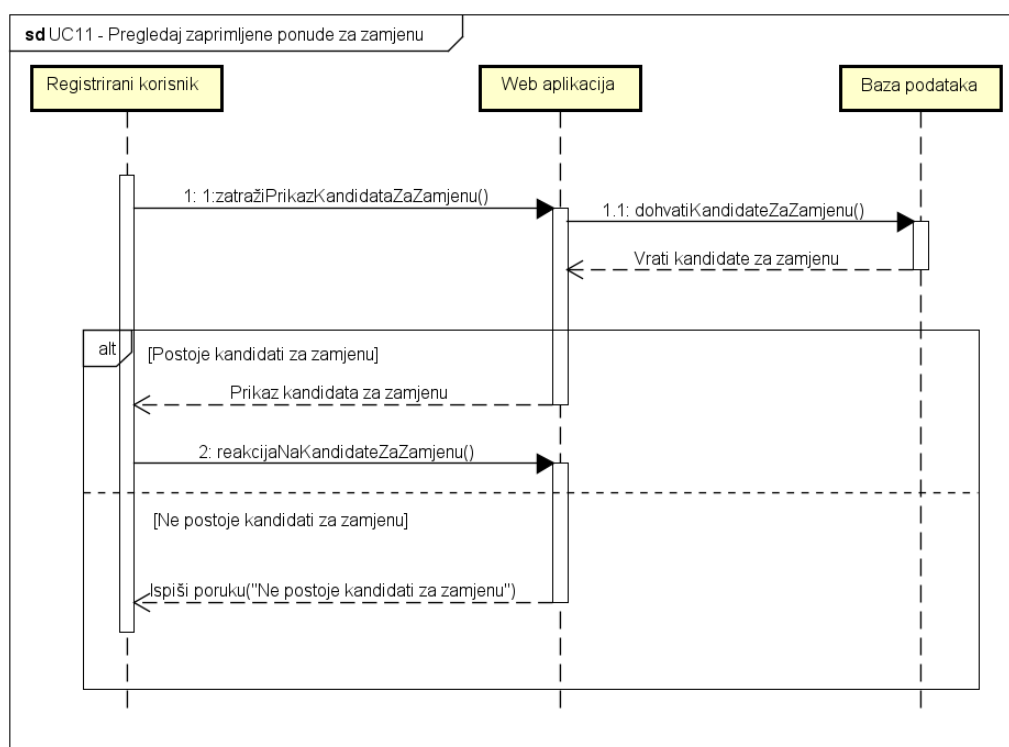 sd UC11 - Pregledaj zaprimljene ponude za zamjenu
Registrirani korisnik
Web aplikacija
Baza podataka
1: 1:zatražiPrikazKandidataZaZamjenu()
1.1: dohvatiKandidateZaZamjenu()
Vrati kandidate za zamjenu
alt
[Postoje kandidati za zamjenu]
Prikaz kandidata za zamjenu
2: reakcijaNaKandidateZaZamjenu()
[Ne postoje kandidati za zamjenu]
Ispiši poruku("Ne postoje kandidati za zamjenu")